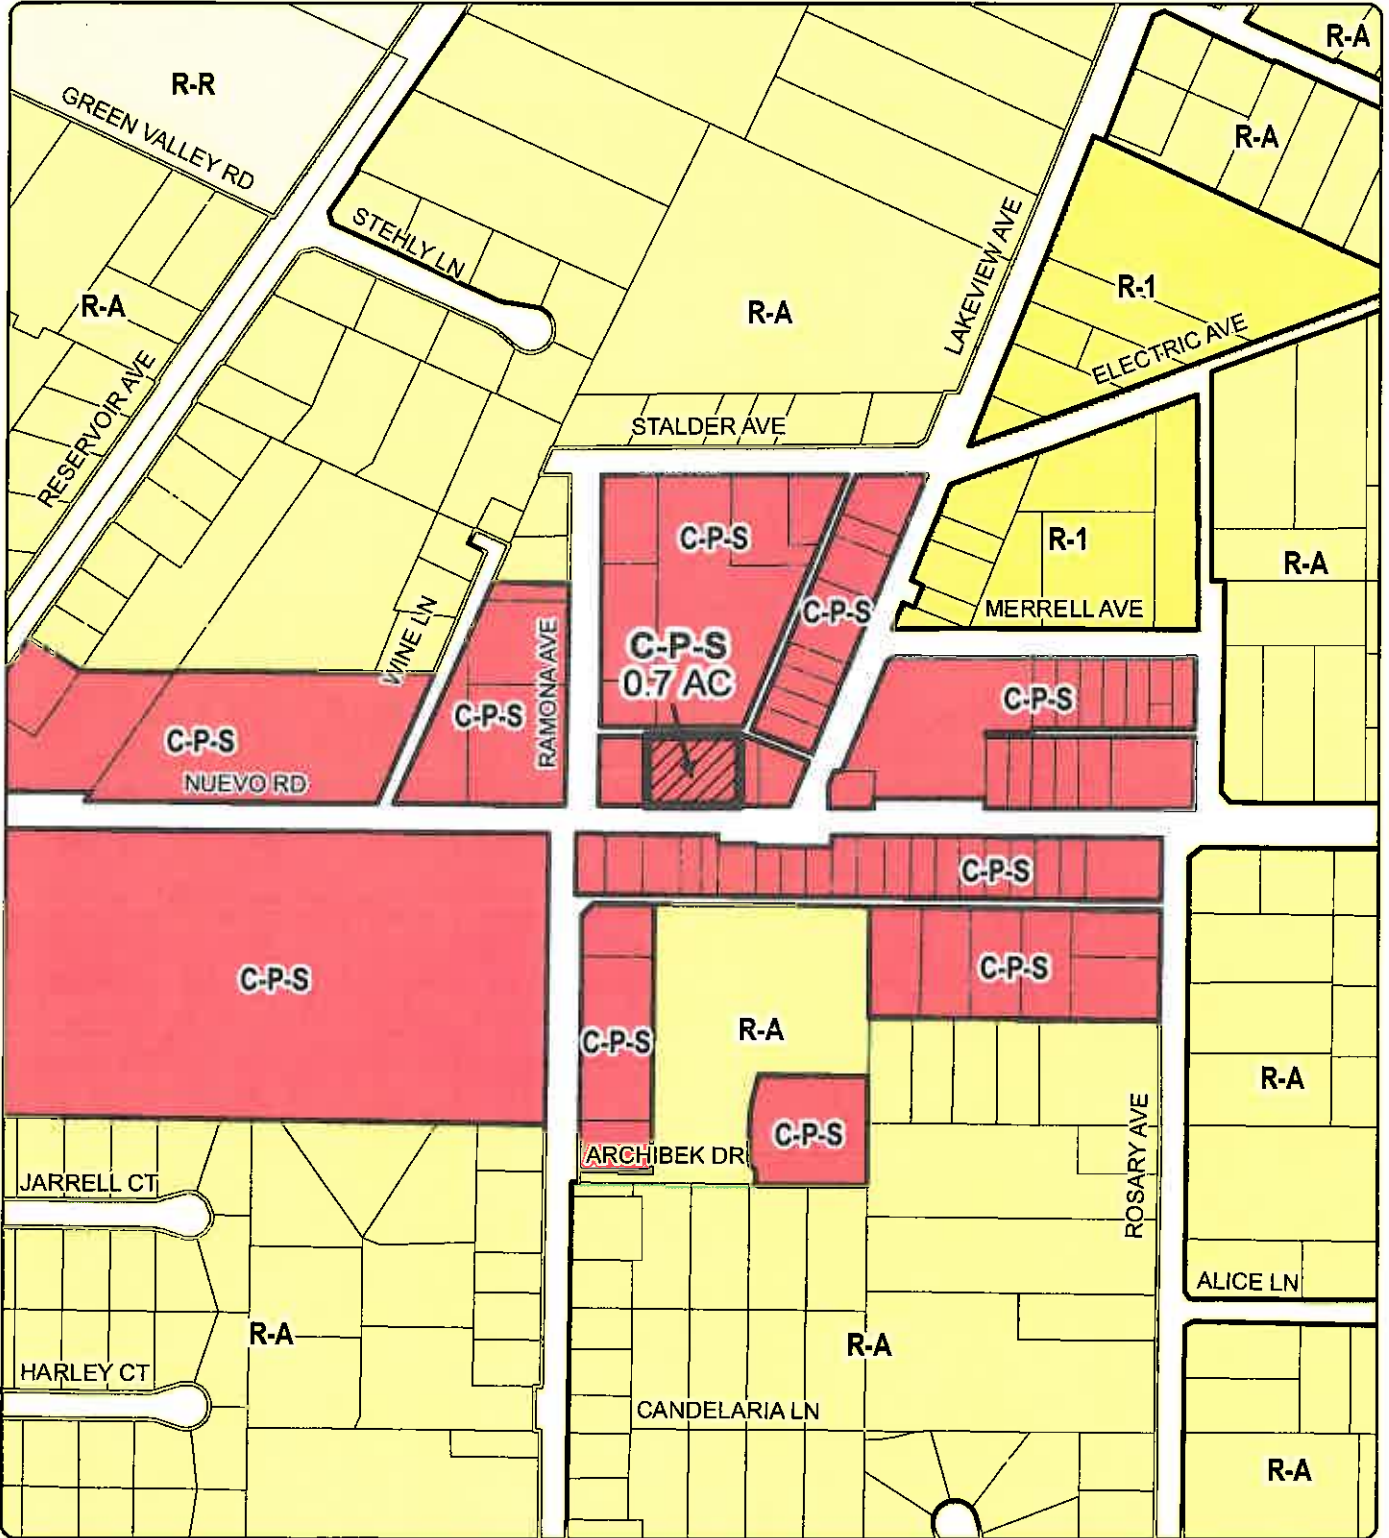 R-A
R-R
GREEN VALLEY RD
R-A
STEHLY LN
LAKEVIEW AVE
R-1
R-A
R-A
ELECTRIC AVE
RESERVOIR AVE
STALDER AVE
C-P-S
R-1
R-A
C-P-S
MERRELL AVE
WINE LN
C-P-S
0.7 AC
RAMONA AVE
C-P-S
C-P-S
C-P-S
NUEVO RD
C-P-S
C-P-S
C-P-S
R-A
C-P-S
R-A
C-P-S
ARCHIBEK DR
ROSARY AVE
JARRELL CT
ALICE LN
R-A
R-A
HARLEY CT
CANDELARIA LN
R-A